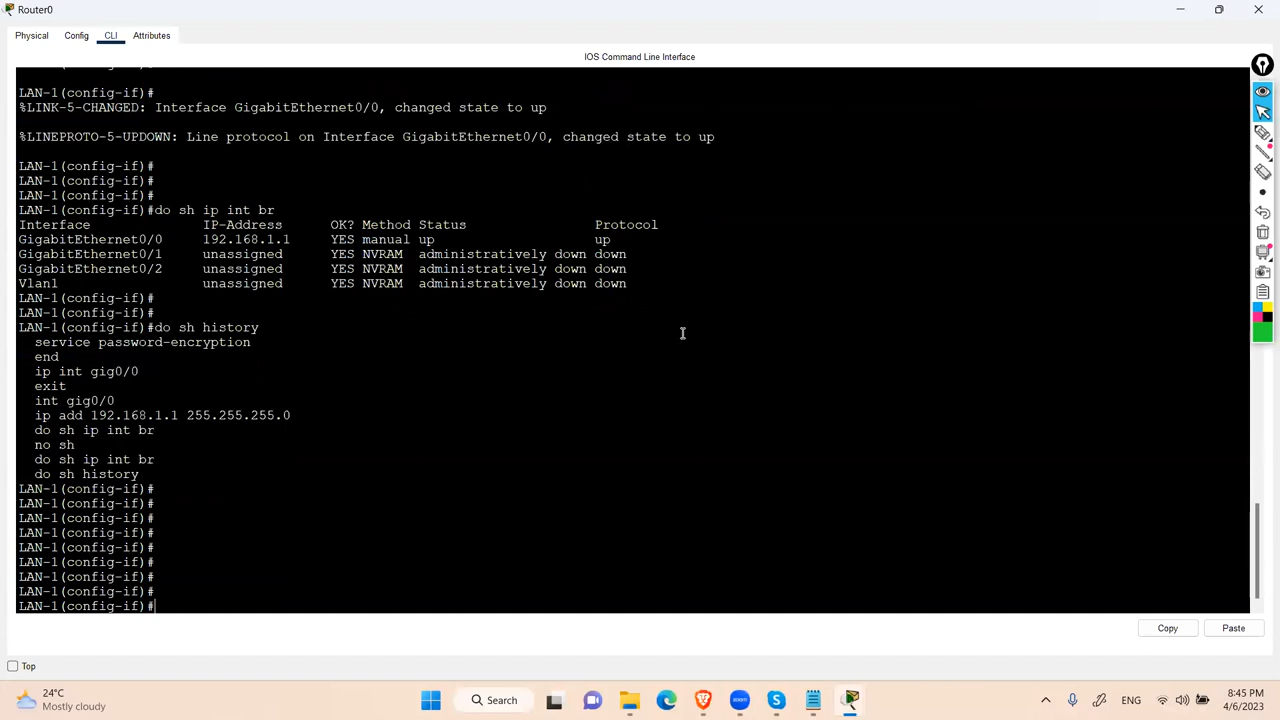 Router0
Physical Config CLI Attributes
IOS Command Line Interface
LAN-1(config-if)#
%LINK-5-CHANGED: Interface GigabitEthernet0/0, changed state to up
%LINEPROTO-5-UPDOWN: Line protocol on Interface GigabitEthernet0/0, changed state to up
LAN-1(config-if)#
LAN-1(config-if)#
LAN-1(config-if)#
LAN-1(config-if)#do sh ip int br
Interface IP-Address OK? Method Status Protocol
GigabitEthernet0/0 192.168.1.1 YES manual up up
GigabitEthernet0/1 unassigned YES NVRAM administratively down down
GigabitEthernet0/2 unassigned YES NVRAM administratively down down
Vlan1 unassigned YES NVRAM administratively down down
LAN-1(config-if)#
LAN-1(config-if)#
LAN-1(config-if)#do sh history
service password-encryption
end
ip int gig0/0
exit
int gig0/0
ip add 192.168.1.1 255.255.255.0
do sh ip int br
no sh
do sh ip int br
do sh history
LAN-1(config-if)#
LAN-1(config-if)#
LAN-1(config-if)#
LAN-1(config-if)#
LAN-1(config-if)#
LAN-1(config-if)#
LAN-1(config-if)#
LAN-1(config-if)#
LAN-1(config-if)#
Copy Paste
Top
24°C
Mostly cloudy
Search
zoom
ENG
8:45 PM
4/6/2023